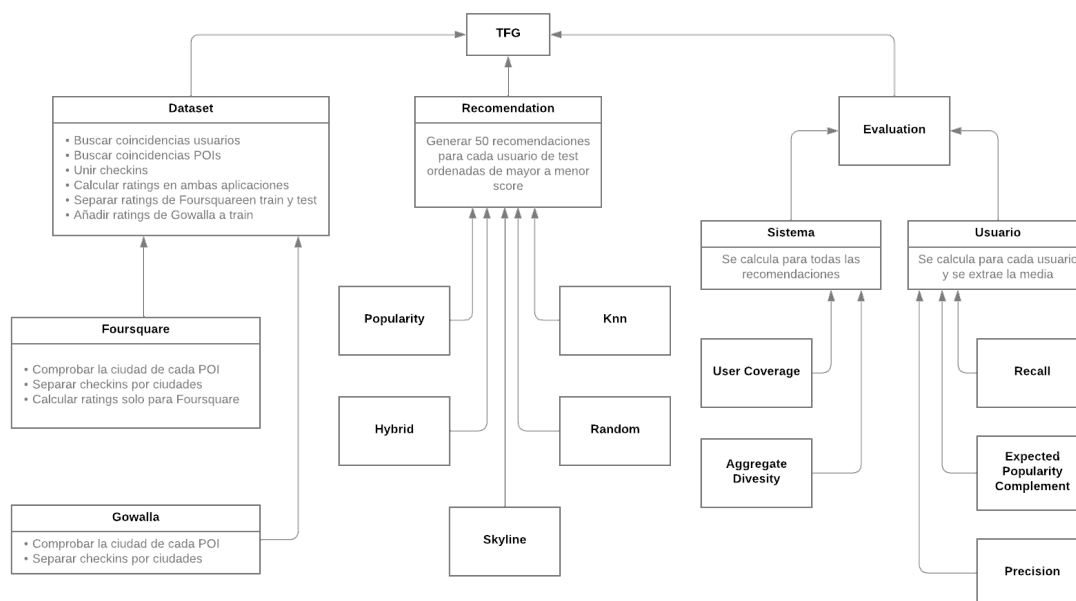 TFG
Dataset
• Buscar coincidencias usuarios
• Buscar coincidencias POIs
• Unir checkins
• Calcular ratings en ambas aplicaciones
• Separar ratings de Foursquareen train y test
• Añadir ratings de Gowalla a train
Foursquare
• Comprobar la ciudad de cada POI
• Separar checkins por ciudades
• Calcular ratings solo para Foursquare
Gowalla
• Comprobar la ciudad de cada POI
• Separar checkins por ciudades
Recomendation
Generar 50 recomendaciones
para cada usuario de test
ordenadas de mayor a menor
score
Popularity
Knn
Hybrid
Random
Skyline
Evaluation
Sistema
Se calcula para todas las
recomendaciones
User Coverage
Aggregate
Divesity
Usuario
Se calcula para cada usuario
y se extrae la media
Recall
Expected
Popularity
Complement
Precision